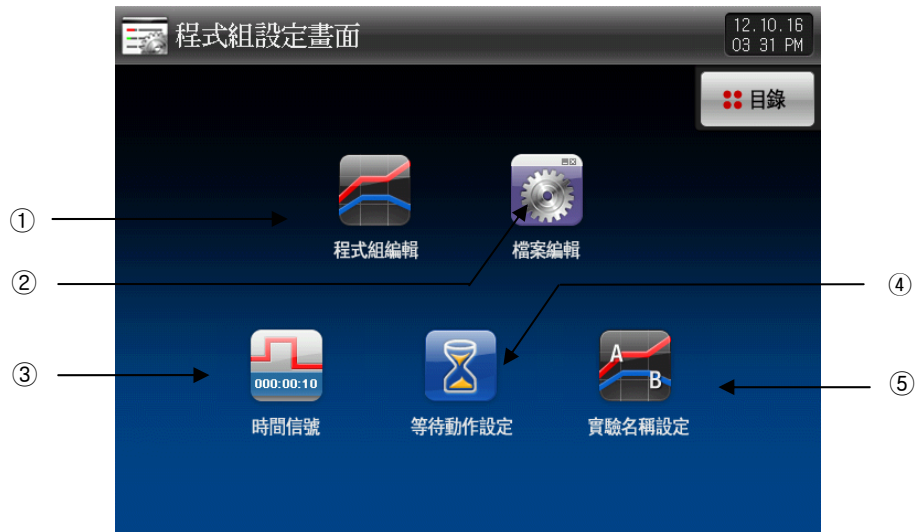 程式組設定畫面
12.10.16
03 31 PM
目錄
①
程式組編輯
檔案編輯
②
④
③
000:00:10
A
B
⑤
時間信號
等待動作設定
實驗名稱設定